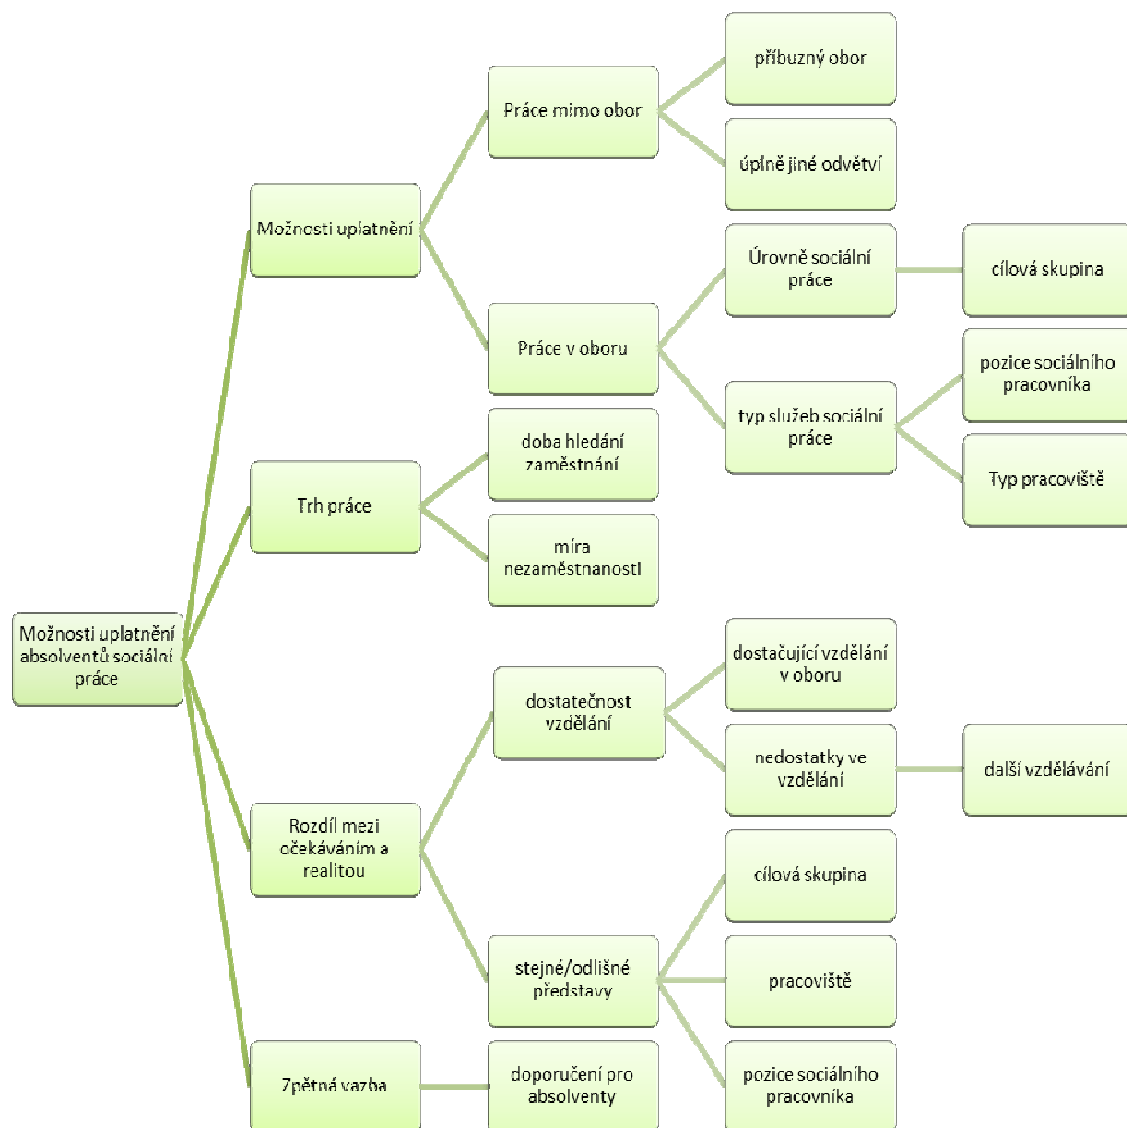 příbuzný obor
Práce mimo obor
úplně jiné odvětví
Možnosti uplatnění
Úrovně sociální
práce
cílová skupina
Práce v oboru
pozice sociálního
pracovníka
typ služeb sociální
práce
Typ pracoviště
doba hledání
zaměstnání
Trh práce
míra
nezaměstnanosti
Možnosti uplatnění
absolventů sociální
práce
dostačující vzdělání
v oboru
dostatečnost
vzdělání
nedostatky ve
vzdělání
další vzdělávání
Rozdíl mezi
očekáváním a
realitou
cílová skupina
stejné/odlišné
představy
pracoviště
Zpětná vazba
doporučení pro
absolventy
pozice sociálního
pracovníka